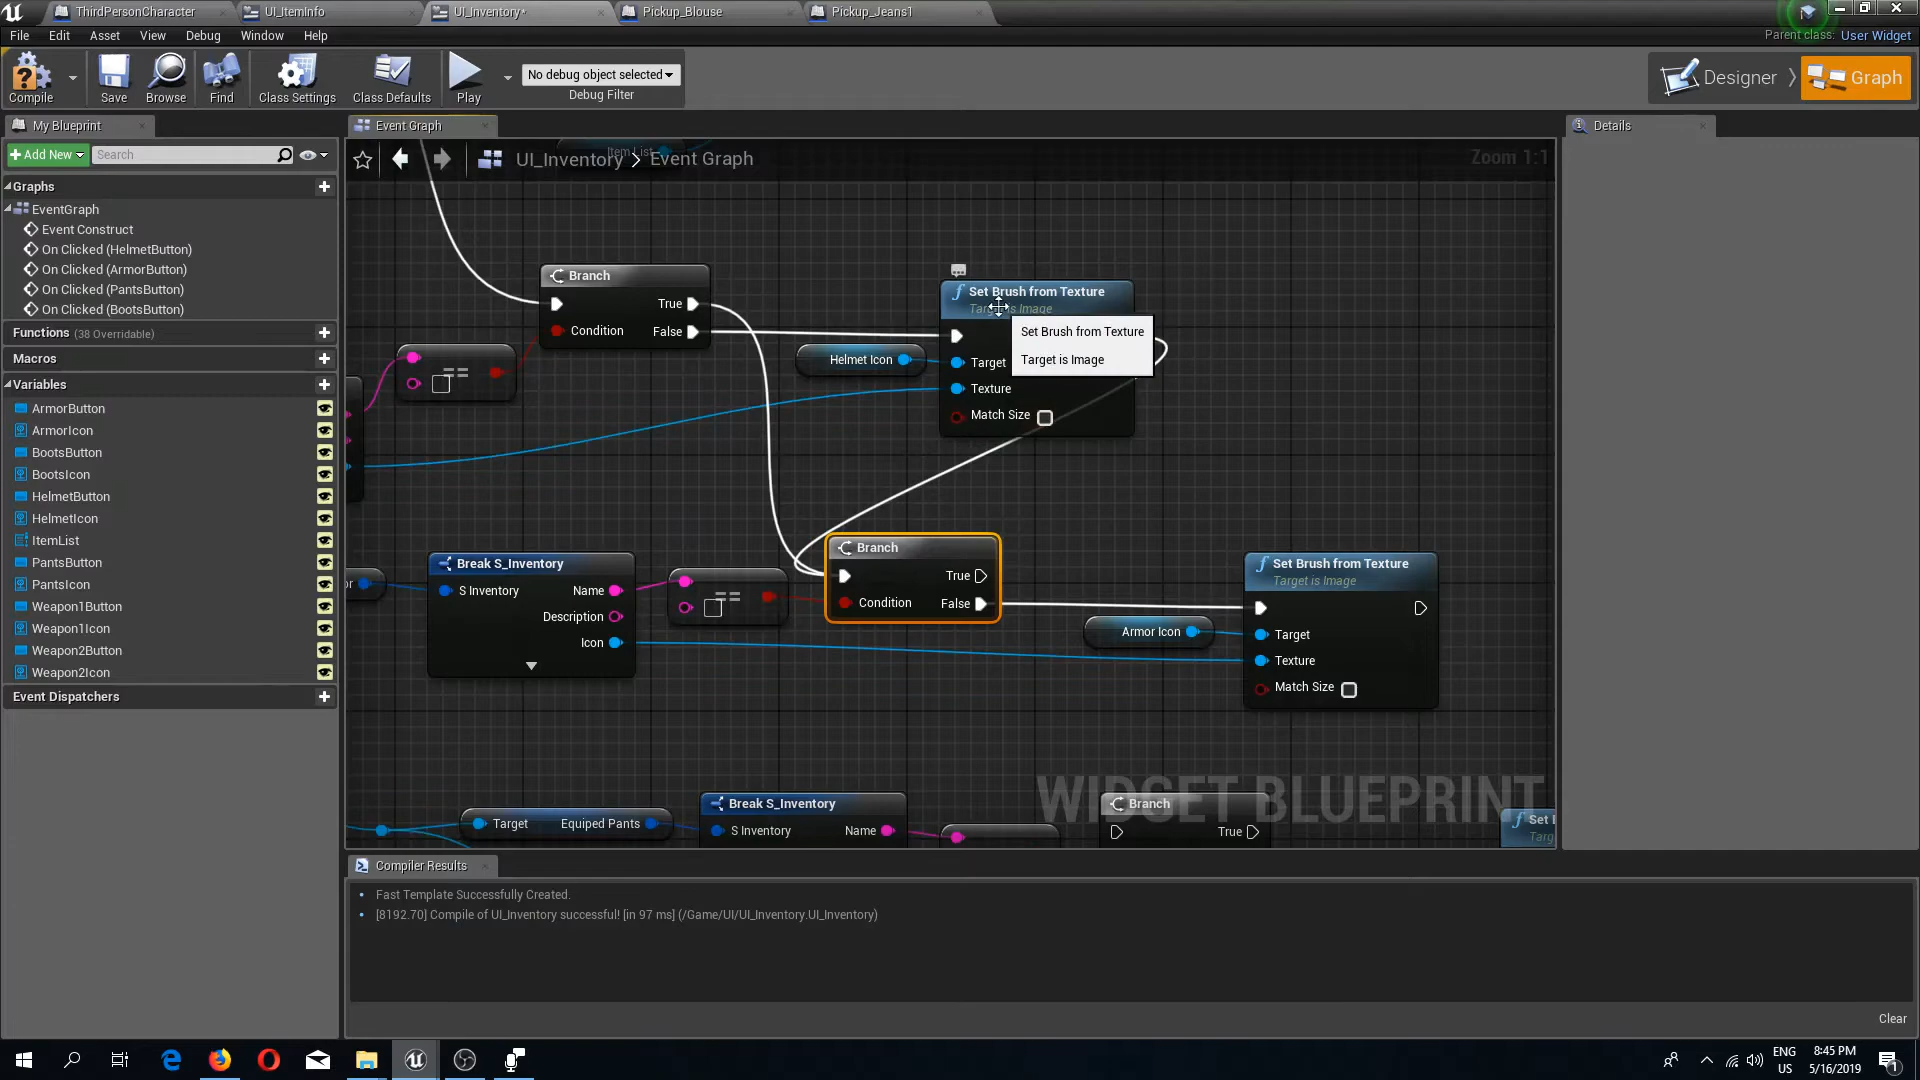 ThirdPersonCharacter
UI_ItemInfo
UI_Inventory*
Pickup_Blouse
Pickup_Jeans1
File Edit Asset View Debug Window Help
Parent class: User Widget
Compile
Save
Browse
Find
Class Settings
Class Defaults
Play
No debug object selected
Debug Filter
Designer
Graph
My Blueprint
Event Graph
Details
Add New
Search
UI_Inventory > Event Graph
Item List
Zoom 1:1
Graphs
EventGraph
Event Construct
On Clicked (HelmetButton)
On Clicked (ArmorButton)
On Clicked (PantsButton)
On Clicked (BootsButton)
Functions (38 Overridable)
Macros
Variables
ArmorButton
ArmorIcon
BootsButton
BootsIcon
HelmetButton
HelmetIcon
ItemList
PantsButton
PantsIcon
Weapon1Button
Weapon1Icon
Weapon2Button
Weapon2Icon
Event Dispatchers
Branch
True
Condition
False
==
Helmet Icon
Set Brush from Texture
Target is Image
Target
Texture
Match Size
Set Brush from Texture
Target is Image
Break S_Inventory
S Inventory
Name
Description
Icon
==
Branch
True
Condition
False
Armor Icon
Set Brush from Texture
Target is Image
Target
Texture
Match Size
WIDGET BLUEPRINT
Target
Equiped Pants
Break S_Inventory
S Inventory
Name
Branch
True
Compiler Results
Fast Template Successfully Created.
[8192.70] Compile of UI_Inventory successful! [in 97 ms] (/Game/UI/UI_Inventory.UI_Inventory)
Clear
ENG
US
8:45 PM
5/16/2019
1